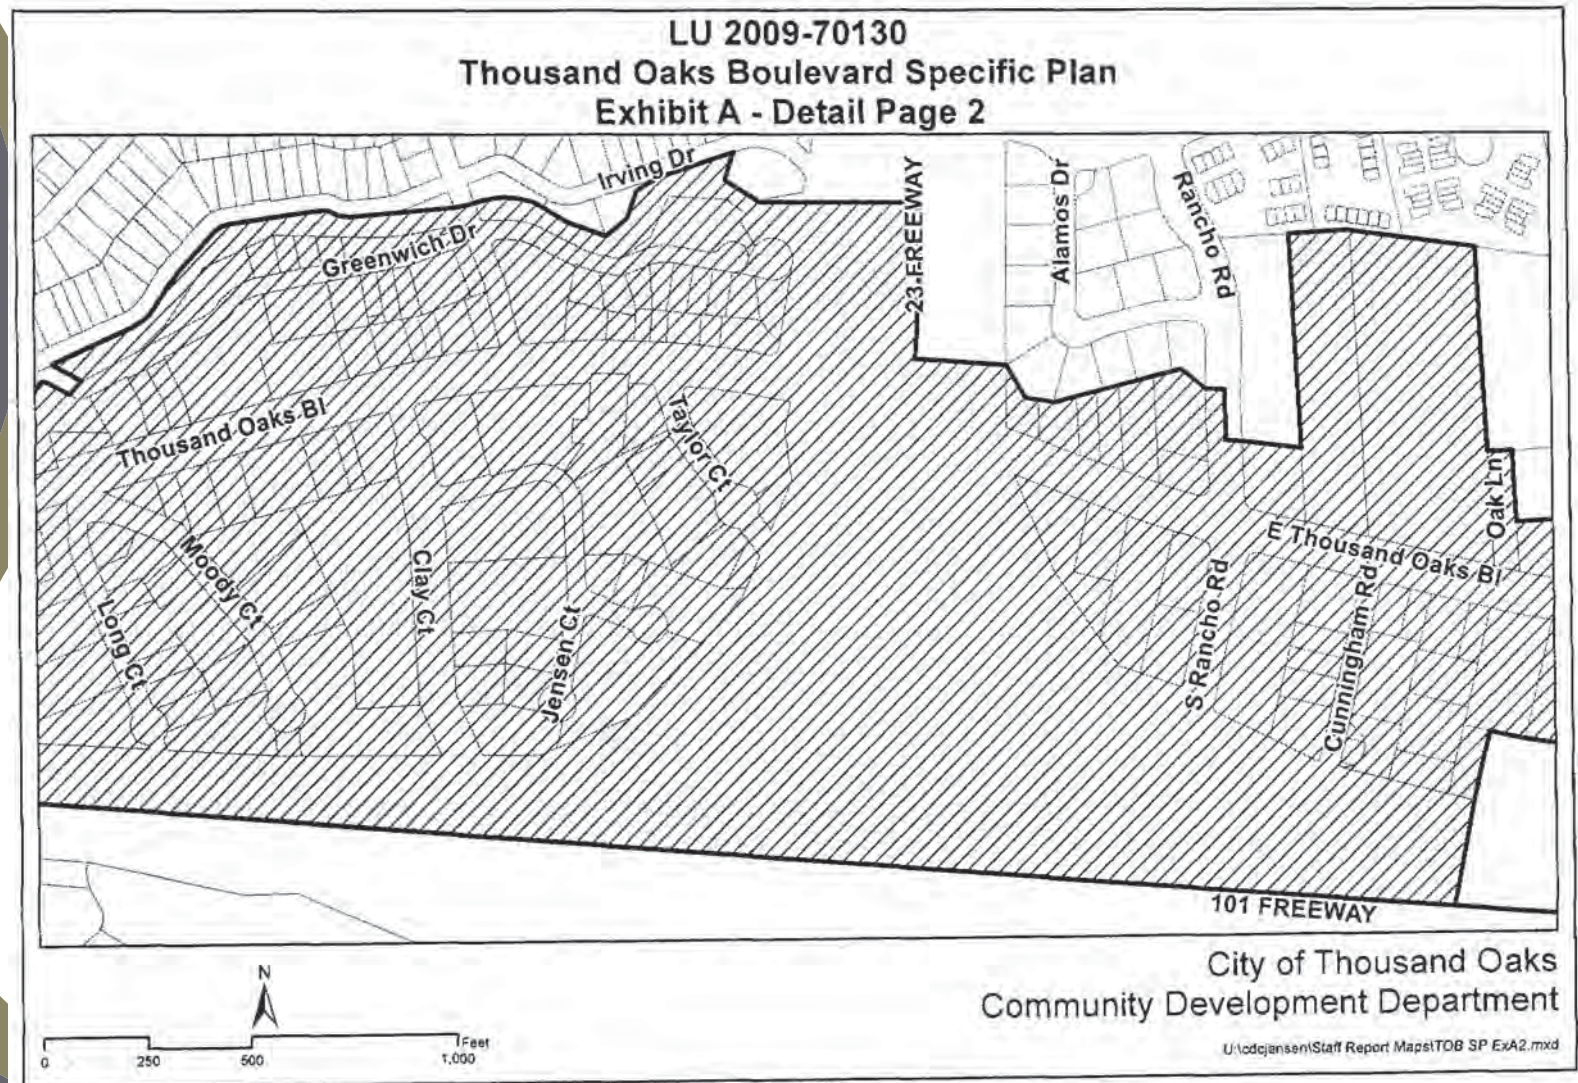 LU 2009-70130
Thousand Oaks Boulevard Specific Plan
Exhibit A - Detail Page 2
Irving Dr
Greenwich Dr
23 FREEWAY
Alamos Dr
Rancho Rd
Thousand Oaks Bl
Taylor Ct
Oak Ln
E Thousand Oaks Bl
Moody Ct
Long Ct
Clay Ct
Jensen Ct
S Rancho Rd
Cunningham Rd
101 FREEWAY
City of Thousand Oaks
Community Development Department
U:\cdcjansen\Staff Report Maps\TOB SP ExA2.mxd
N
Feet
0 250 500 1,000